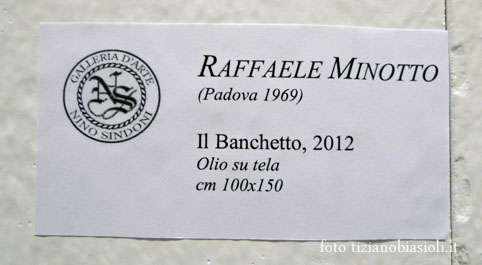 GALLERIA D'ARTE
NS
NINO SINDONI
RAFFAELE MINOTTO
(Padova 1969)
Il Banchetto, 2012
Olio su tela
cm 100x150
foto tizianobiasioli.it